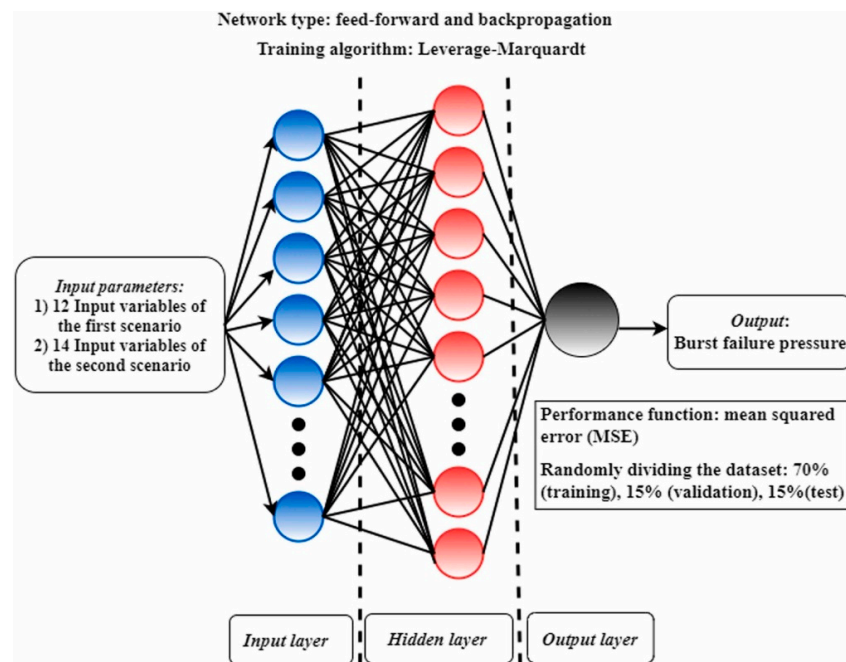 Network type: feed-forward and backpropagation
Training algorithm: Leverage-Marquardt
Input parameters:
1) 12 Input variables of
the first scenario
2) 14 Input variables of
the second scenario
Output:
Burst failure pressure
Performance function: mean squared
error (MSE)
Randomly dividing the dataset: 70%
(training), 15% (validation), 15%(test)
Input layer
Hidden layer
Output layer